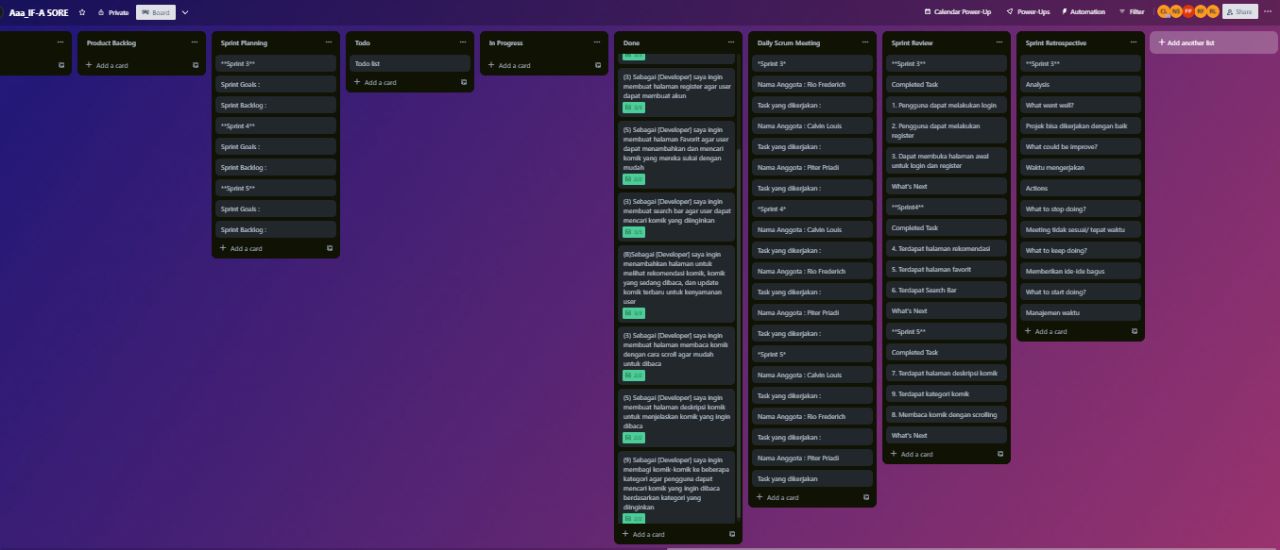 Aaa_IF-A SORE
Private
Board
Calendar Power-Up
Power-Ups
Automation
Filter
Share
Product Backlog
Add a card
Sprint Planning
**Sprint 3**
Sprint Goals :
Sprint Backlog :
**Sprint 4**
Sprint Goals :
Sprint Backlog :
**Sprint 5**
Sprint Goals :
Sprint Backlog :
Add a card
Todo
Todo list
Add a card
In Progress
Add a card
Done
(3) Sebagai [Developer] saya ingin
membuat halaman register agar user
dapat membuat akun
(5) Sebagai [Developer] saya ingin
membuat halaman Favorit agar user
dapat menambahkan dan mencari
komik yang mereka sukai dengan
mudah
(3) Sebagai [Developer] saya ingin
membuat search bar agar user dapat
mencari komik yang diinginkan
(8)Sebagai [Developer] saya ingin
menambahkan halaman untuk
melihat rekomendasi komik, komik
yang sedang dibaca, dan update
komik terbaru untuk kenyamanan
user
(3) Sebagai [Developer] saya ingin
membuat halaman membaca komik
dengan cara scroll agar mudah
untuk dibaca
(5) Sebagai [Developer] saya ingin
membuat halaman deskripsi komik
untuk menjelaskan komik yang ingin
dibaca
(9) Sebagai [Developer] saya ingin
membagi komik-komik ke beberapa
kategori agar pengguna dapat
mencari komik yang ingin dibaca
berdasarkan kategori yang
diinginkan
Add a card
Daily Scrum Meeting
*Sprint 3*
Nama Anggota : Rio Frederich
Task yang dikerjakan :
Nama Anggota : Calvin Louis
Task yang dikerjakan :
Nama Anggota : Piter Priadi
Task yang dikerjakan :
*Sprint 4*
Nama Anggota : Calvin Louis
Task yang dikerjakan :
Nama Anggota : Rio Frederich
Task yang dikerjakan :
Nama Anggota : Piter Priadi
Task yang dikerjakan :
*Sprint 5*
Nama Anggota : Calvin Louis
Task yang dikerjakan :
Nama Anggota : Rio Frederich
Task yang dikerjakan :
Nama Anggota : Piter Priadi
Task yang dikerjakan
Add a card
Sprint Review
**Sprint 3**
Completed Task
1. Pengguna dapat melakukan login
2. Pengguna dapat melakukan
register
3. Dapat membuka halaman awal
untuk login dan register
What's Next
**Sprint4**
Completed Task
4. Terdapat halaman rekomendasi
5. Terdapat halaman favorit
6. Terdapat Search Bar
What's Next
**Sprint 5**
Completed Task
7. Terdapat halaman deskripsi komik
9. Terdapat kategori komik
8. Membaca komik dengan scrolling
What's Next
Add a card
Sprint Retrospective
**Sprint 3**
Analysis
What went well?
Projek bisa dikerjakan dengan baik
What could be improve?
Waktu mengerjakan
Actions
What to stop doing?
Meeting tidak sesuai/ tepat waktu
What to keep doing?
Memberikan ide-ide bagus
What to start doing?
Manajemen waktu
Add a card
Add another list